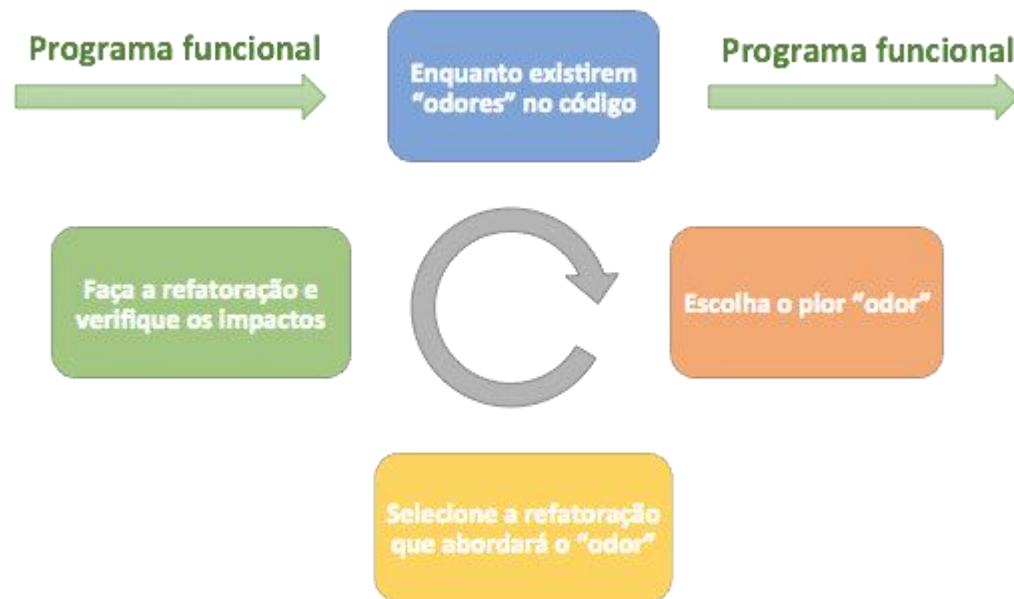 Programa funcional
Enquanto existirem
“odores” no código
Programa funcional
Faça a refatoração e
verifique os impactos
Escolha o pior “odor”
Selecione a refatoração
que abordará o “odor”